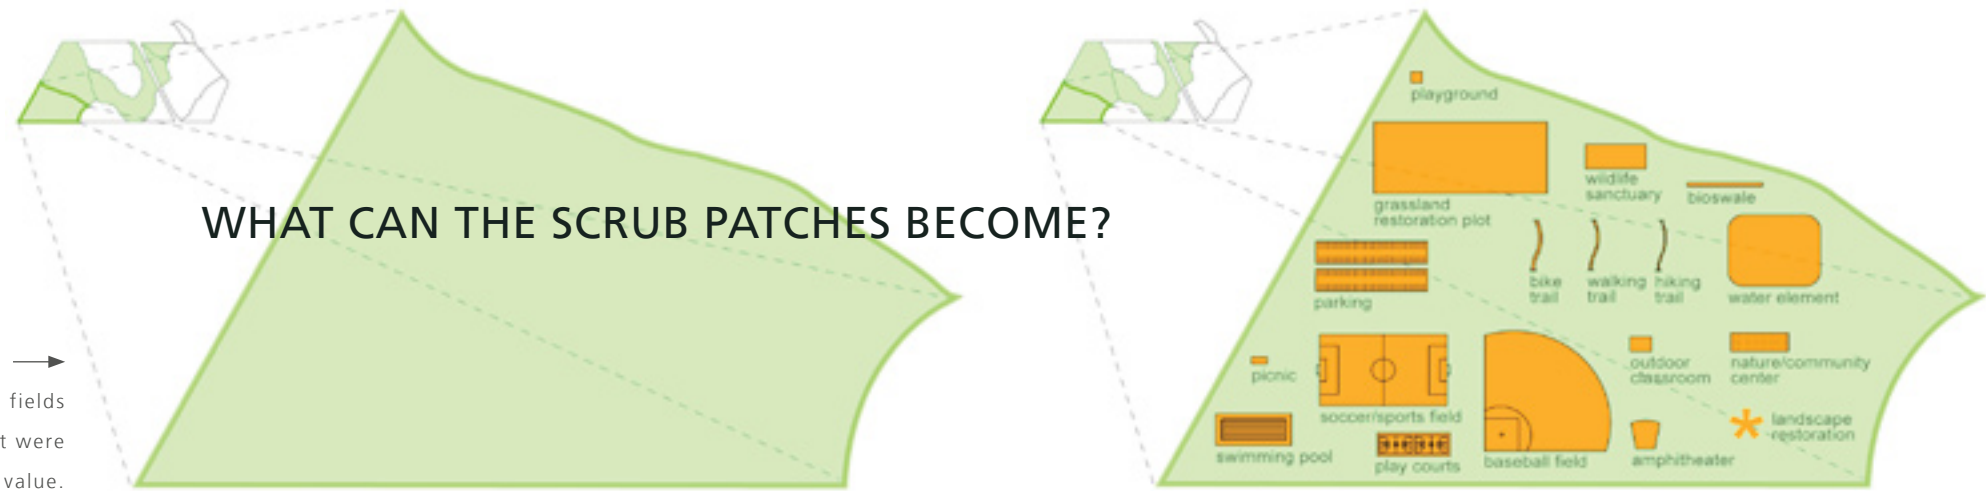 WHAT CAN THE SCRUB PATCHES BECOME?
fields
t were
value.
playground
grassland
restoration plot
wildlife
sanctuary
bioswale
parking
bike
trail
walking
trail
hiking
trail
water element
picnic
soccer/sports field
outdoor
classroom
nature/community
center
swimming pool
play courts
baseball field
amphitheater
landscape
restoration